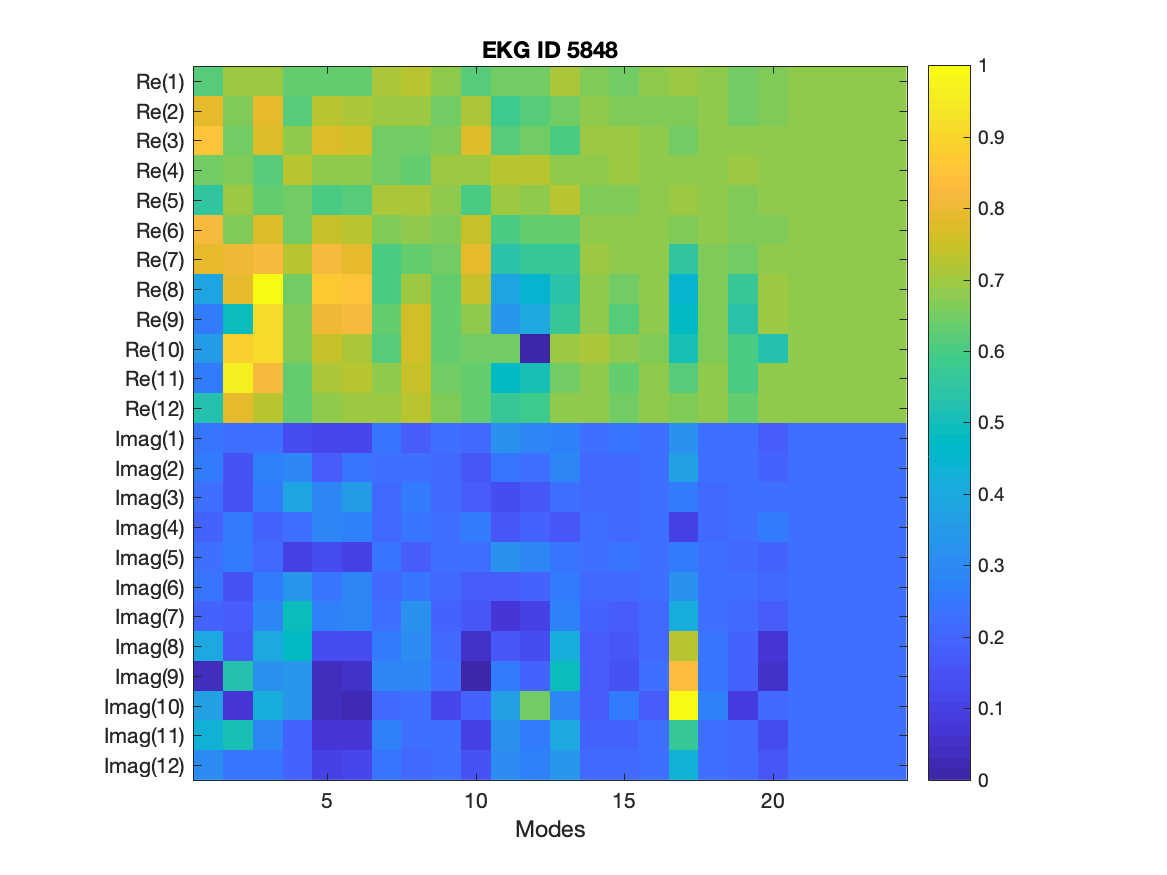 EKG ID 5848
Re(1)
Re(2)
Re(3)
Re(4)
Re(5)
Re(6)
Re(7)
Re(8)
Re(9)
Re(10)
Re(11)
Re(12)
Imag(1)
Imag(2)
Imag(3)
Imag(4)
Imag(5)
Imag(6)
Imag(7)
Imag(8)
Imag(9)
Imag(10)
Imag(11)
Imag(12)
5 10 15 20
Modes
1
0.9
0.8
0.7
0.6
0.5
0.4
0.3
0.2
0.1
0